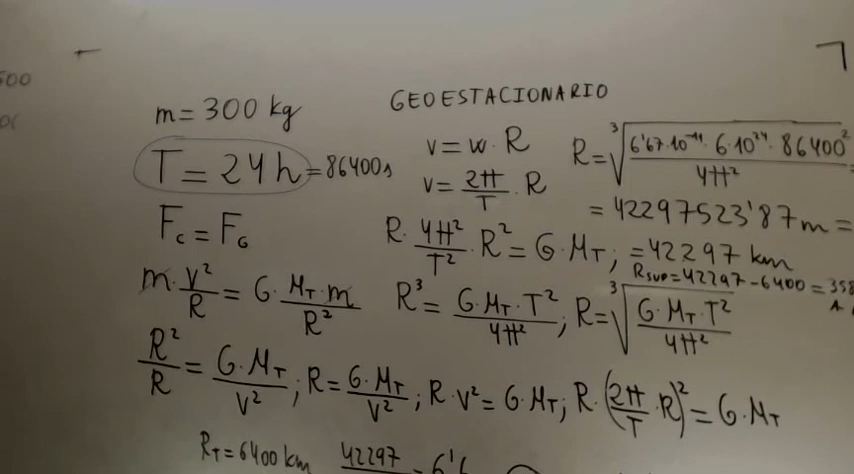 GEOESTACIONARIO
m = 300 kg
T = 24 h = 86400 s
F_C = F_G
m · V²/R = G · M_T · m/R²
R²/R = G · M_T/V² ; R = G · M_T/V² ; R · V² = G · M_T ; R · (2π/T · R)² = G · M_T
v = w · R
v = 2π/T · R
R · 4π²/T² · R² = G · M_T ;
R³ = G · M_T · T²/4π² ; R = ∛(G · M_T · T²/4π²)
R = ∛(6'67 · 10⁻¹¹ · 6 · 10²⁴ · 86400²/4π²) =
= 42297523'87 m =
= 42297 km
R_sup = 42297 - 6400 = 358
R_T = 6400 km
42297